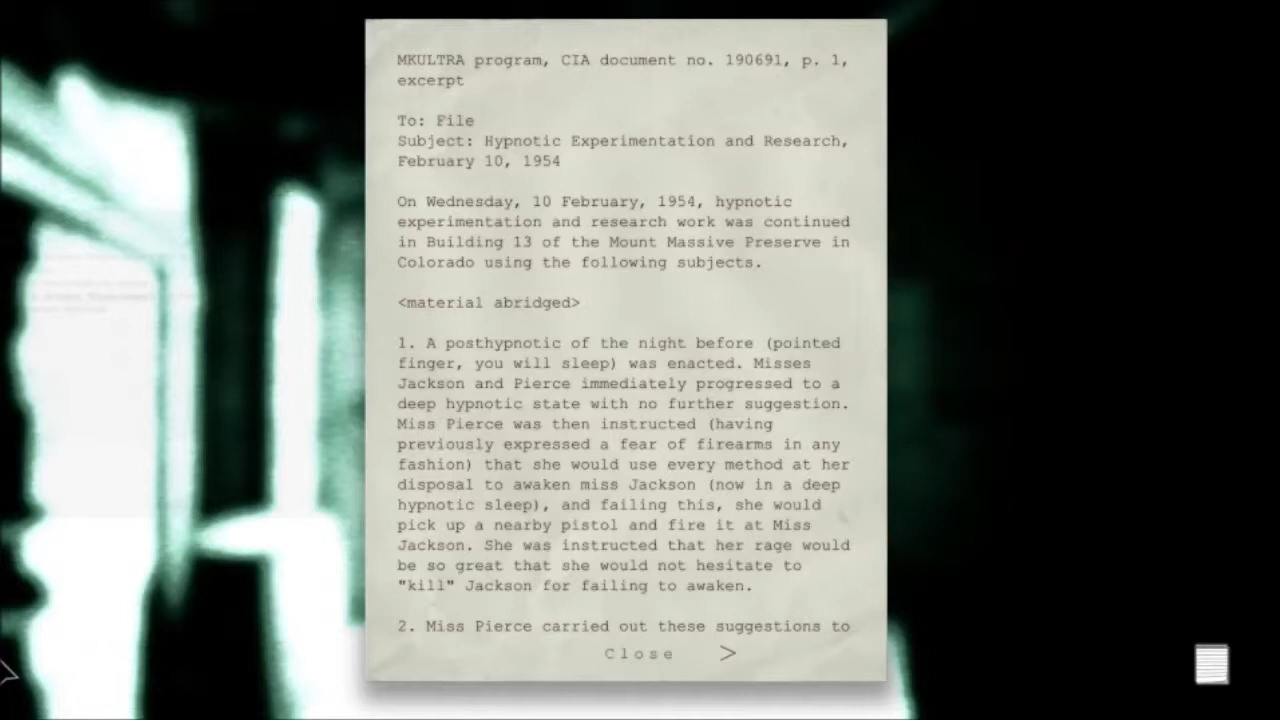 MKULTRA program, CIA document no. 190691, p. 1,
excerpt
To: File
Subject: Hypnotic Experimentation and Research,
February 10, 1954
On Wednesday, 10 February, 1954, hypnotic
experimentation and research work was continued
in Building 13 of the Mount Massive Preserve in
Colorado using the following subjects.
<material abridged>
1. A posthypnotic of the night before (pointed
finger, you will sleep) was enacted. Misses
Jackson and Pierce immediately progressed to a
deep hypnotic state with no further suggestion.
Miss Pierce was then instructed (having
previously expressed a fear of firearms in any
fashion) that she would use every method at her
disposal to awaken miss Jackson (now in a deep
hypnotic sleep), and failing this, she would
pick up a nearby pistol and fire it at Miss
Jackson. She was instructed that her rage would
be so great that she would not hesitate to
"kill" Jackson for failing to awaken.
2. Miss Pierce carried out these suggestions to
Close >